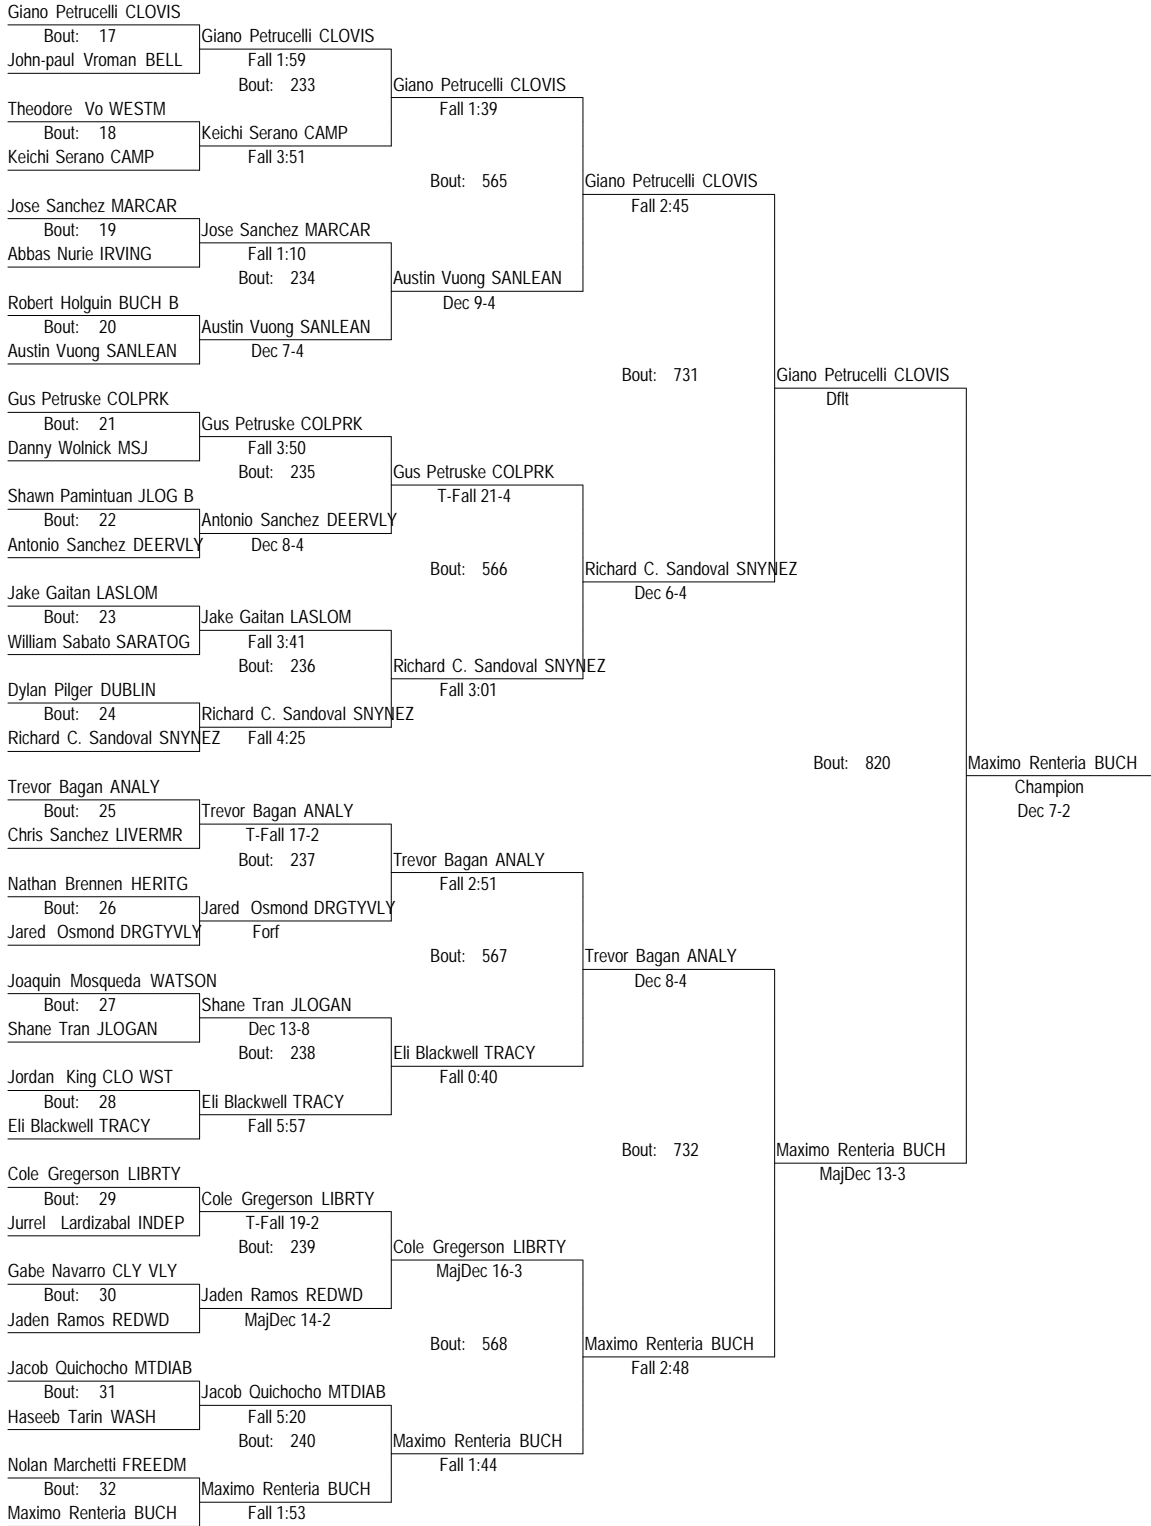 Giano Petrucelli CLOVIS
Bout: 17
Giano Petrucelli CLOVIS
John-paul Vroman BELL
Fall 1:59
Bout: 233
Giano Petrucelli CLOVIS
Theodore Vo WESTM
Fall 1:39
Bout: 18
Keichi Serano CAMP
Keichi Serano CAMP
Fall 3:51
Bout: 565
Giano Petrucelli CLOVIS
Jose Sanchez MARCAR
Fall 2:45
Bout: 19
Jose Sanchez MARCAR
Abbas Nurie IRVING
Fall 1:10
Bout: 234
Austin Vuong SANLEAN
Robert Holguin BUCH B
Dec 9-4
Bout: 20
Austin Vuong SANLEAN
Austin Vuong SANLEAN
Dec 7-4
Bout: 731
Giano Petrucelli CLOVIS
Gus Petruske COLPRK
Dflt
Bout: 21
Gus Petruske COLPRK
Danny Wolnick MSJ
Fall 3:50
Bout: 235
Gus Petruske COLPRK
Shawn Pamintuan JLOG B
T-Fall 21-4
Bout: 22
Antonio Sanchez DEERVLY
Antonio Sanchez DEERVLY
Dec 8-4
Bout: 566
Richard C. Sandoval SNYNEZ
Jake Gaitan LASLOM
Dec 6-4
Bout: 23
Jake Gaitan LASLOM
William Sabato SARATOG
Fall 3:41
Bout: 236
Richard C. Sandoval SNYNEZ
Dylan Pilger DUBLIN
Fall 3:01
Bout: 24
Richard C. Sandoval SNYNEZ
Richard C. Sandoval SNYNEZ
Fall 4:25
Bout: 820
Maximo Renteria BUCH
Trevor Bagan ANALY
Champion
Bout: 25
Trevor Bagan ANALY
Dec 7-2
Chris Sanchez LIVERMR
T-Fall 17-2
Bout: 237
Trevor Bagan ANALY
Nathan Brennen HERITG
Fall 2:51
Bout: 26
Jared Osmond DRGTYVLY
Jared Osmond DRGTYVLY
Forf
Bout: 567
Trevor Bagan ANALY
Joaquin Mosqueda WATSON
Dec 8-4
Bout: 27
Shane Tran JLOGAN
Shane Tran JLOGAN
Dec 13-8
Bout: 238
Eli Blackwell TRACY
Jordan King CLO WST
Fall 0:40
Bout: 28
Eli Blackwell TRACY
Eli Blackwell TRACY
Fall 5:57
Bout: 732
Maximo Renteria BUCH
Cole Gregerson LIBRTY
MajDec 13-3
Bout: 29
Cole Gregerson LIBRTY
Jurrel Lardizabal INDEP
T-Fall 19-2
Bout: 239
Cole Gregerson LIBRTY
Gabe Navarro CLY VLY
MajDec 16-3
Bout: 30
Jaden Ramos REDWD
Jaden Ramos REDWD
MajDec 14-2
Bout: 568
Maximo Renteria BUCH
Jacob Quichocho MTDIAB
Fall 2:48
Bout: 31
Jacob Quichocho MTDIAB
Haseeb Tarin WASH
Fall 5:20
Bout: 240
Maximo Renteria BUCH
Nolan Marchetti FREEDM
Fall 1:44
Bout: 32
Maximo Renteria BUCH
Maximo Renteria BUCH
Fall 1:53